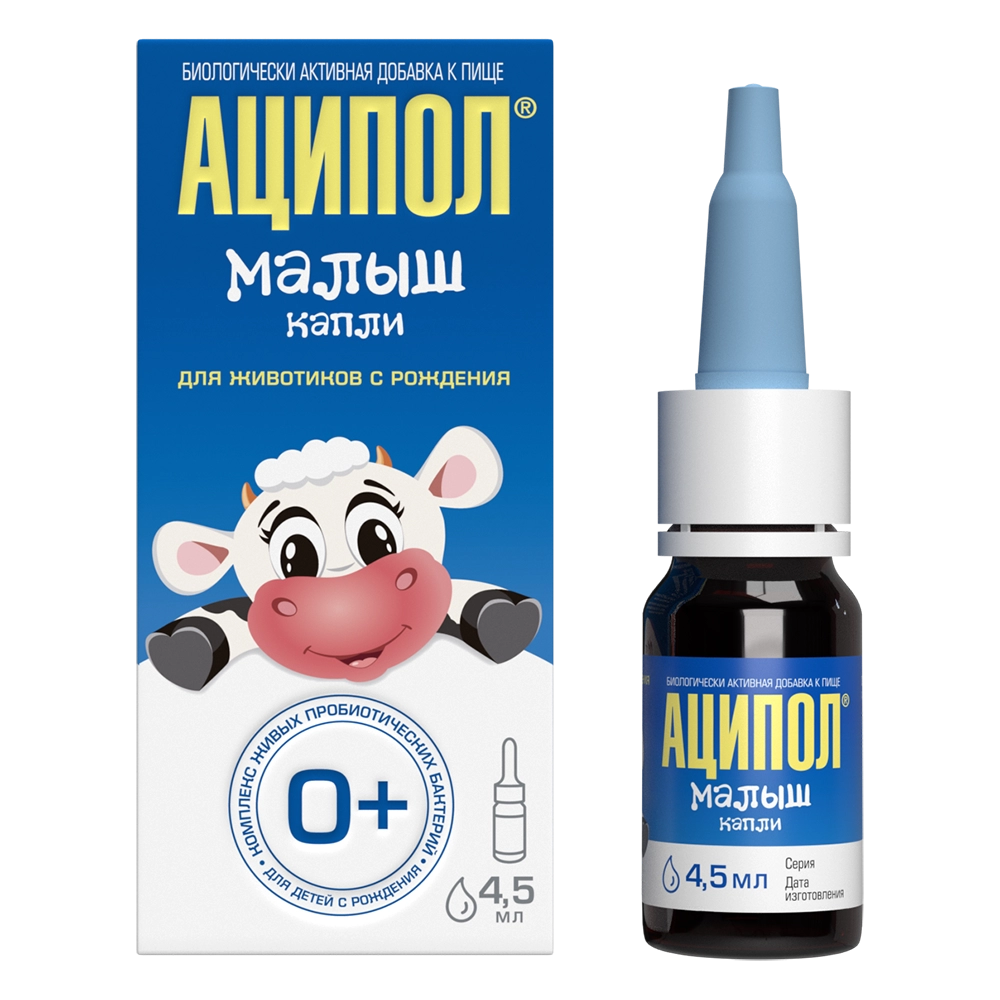 БИОЛОГИЧЕСКИ АКТИВНАЯ ДОБАВКА К ПИЩЕ
АЦИПОЛ®
малыш
капли
ДЛЯ ЖИВОТИКОВ С РОЖДЕНИЯ
КОМПЛЕКС ЖИВЫХ ПРОБИОТИЧЕСКИХ БАКТЕРИЙ
• ДЛЯ ДЕТЕЙ С РОЖДЕНИЯ •
0+
4,5
мл
БИОЛОГИЧЕСКИ АКТИВНАЯ ДОБАВКА К ПИЩЕ
АЦИПОЛ®
малыш
капли
4,5 мл
Серия
Дата
изготовления